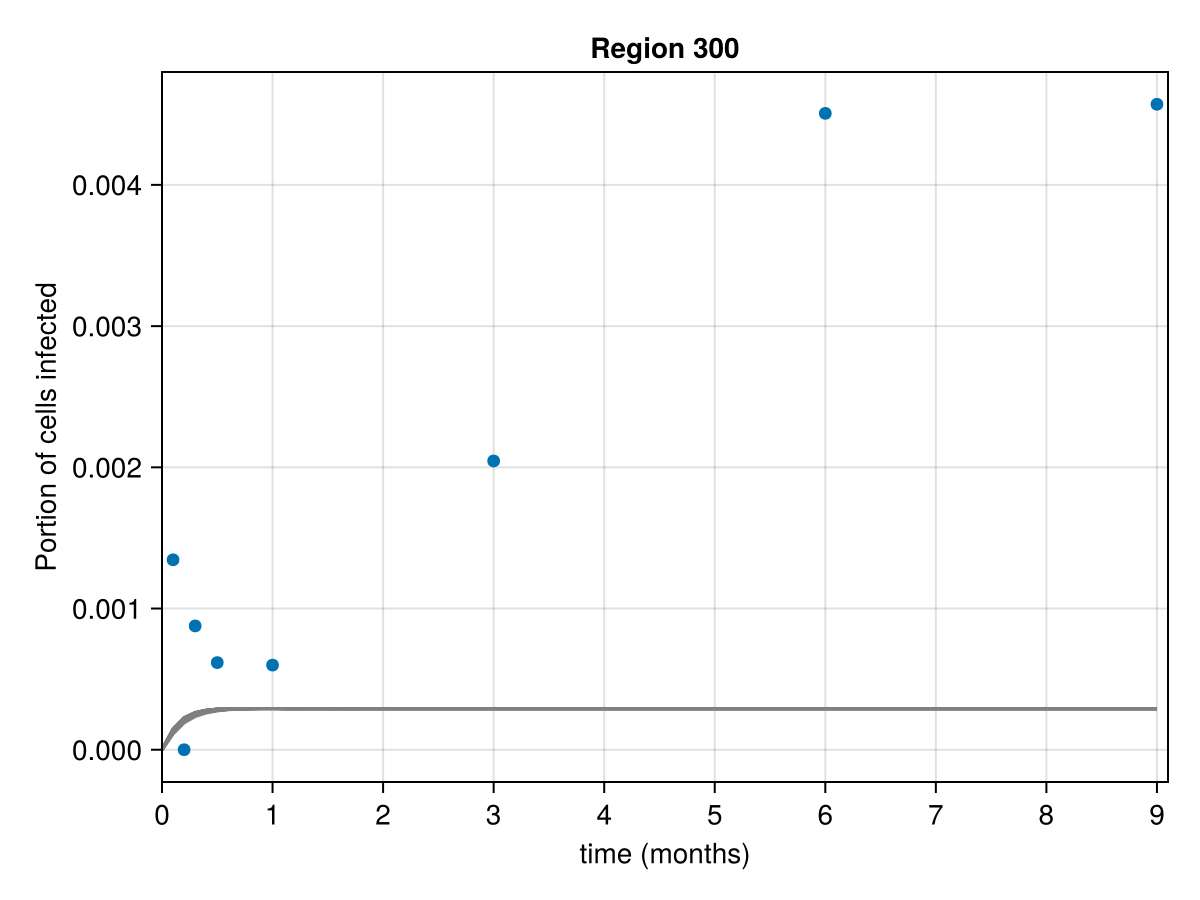 Region 300
Portion of cells infected
0.004
0.003
0.002
0.001
0.000
0 1 2 3 4 5 6 7 8 9
time (months)